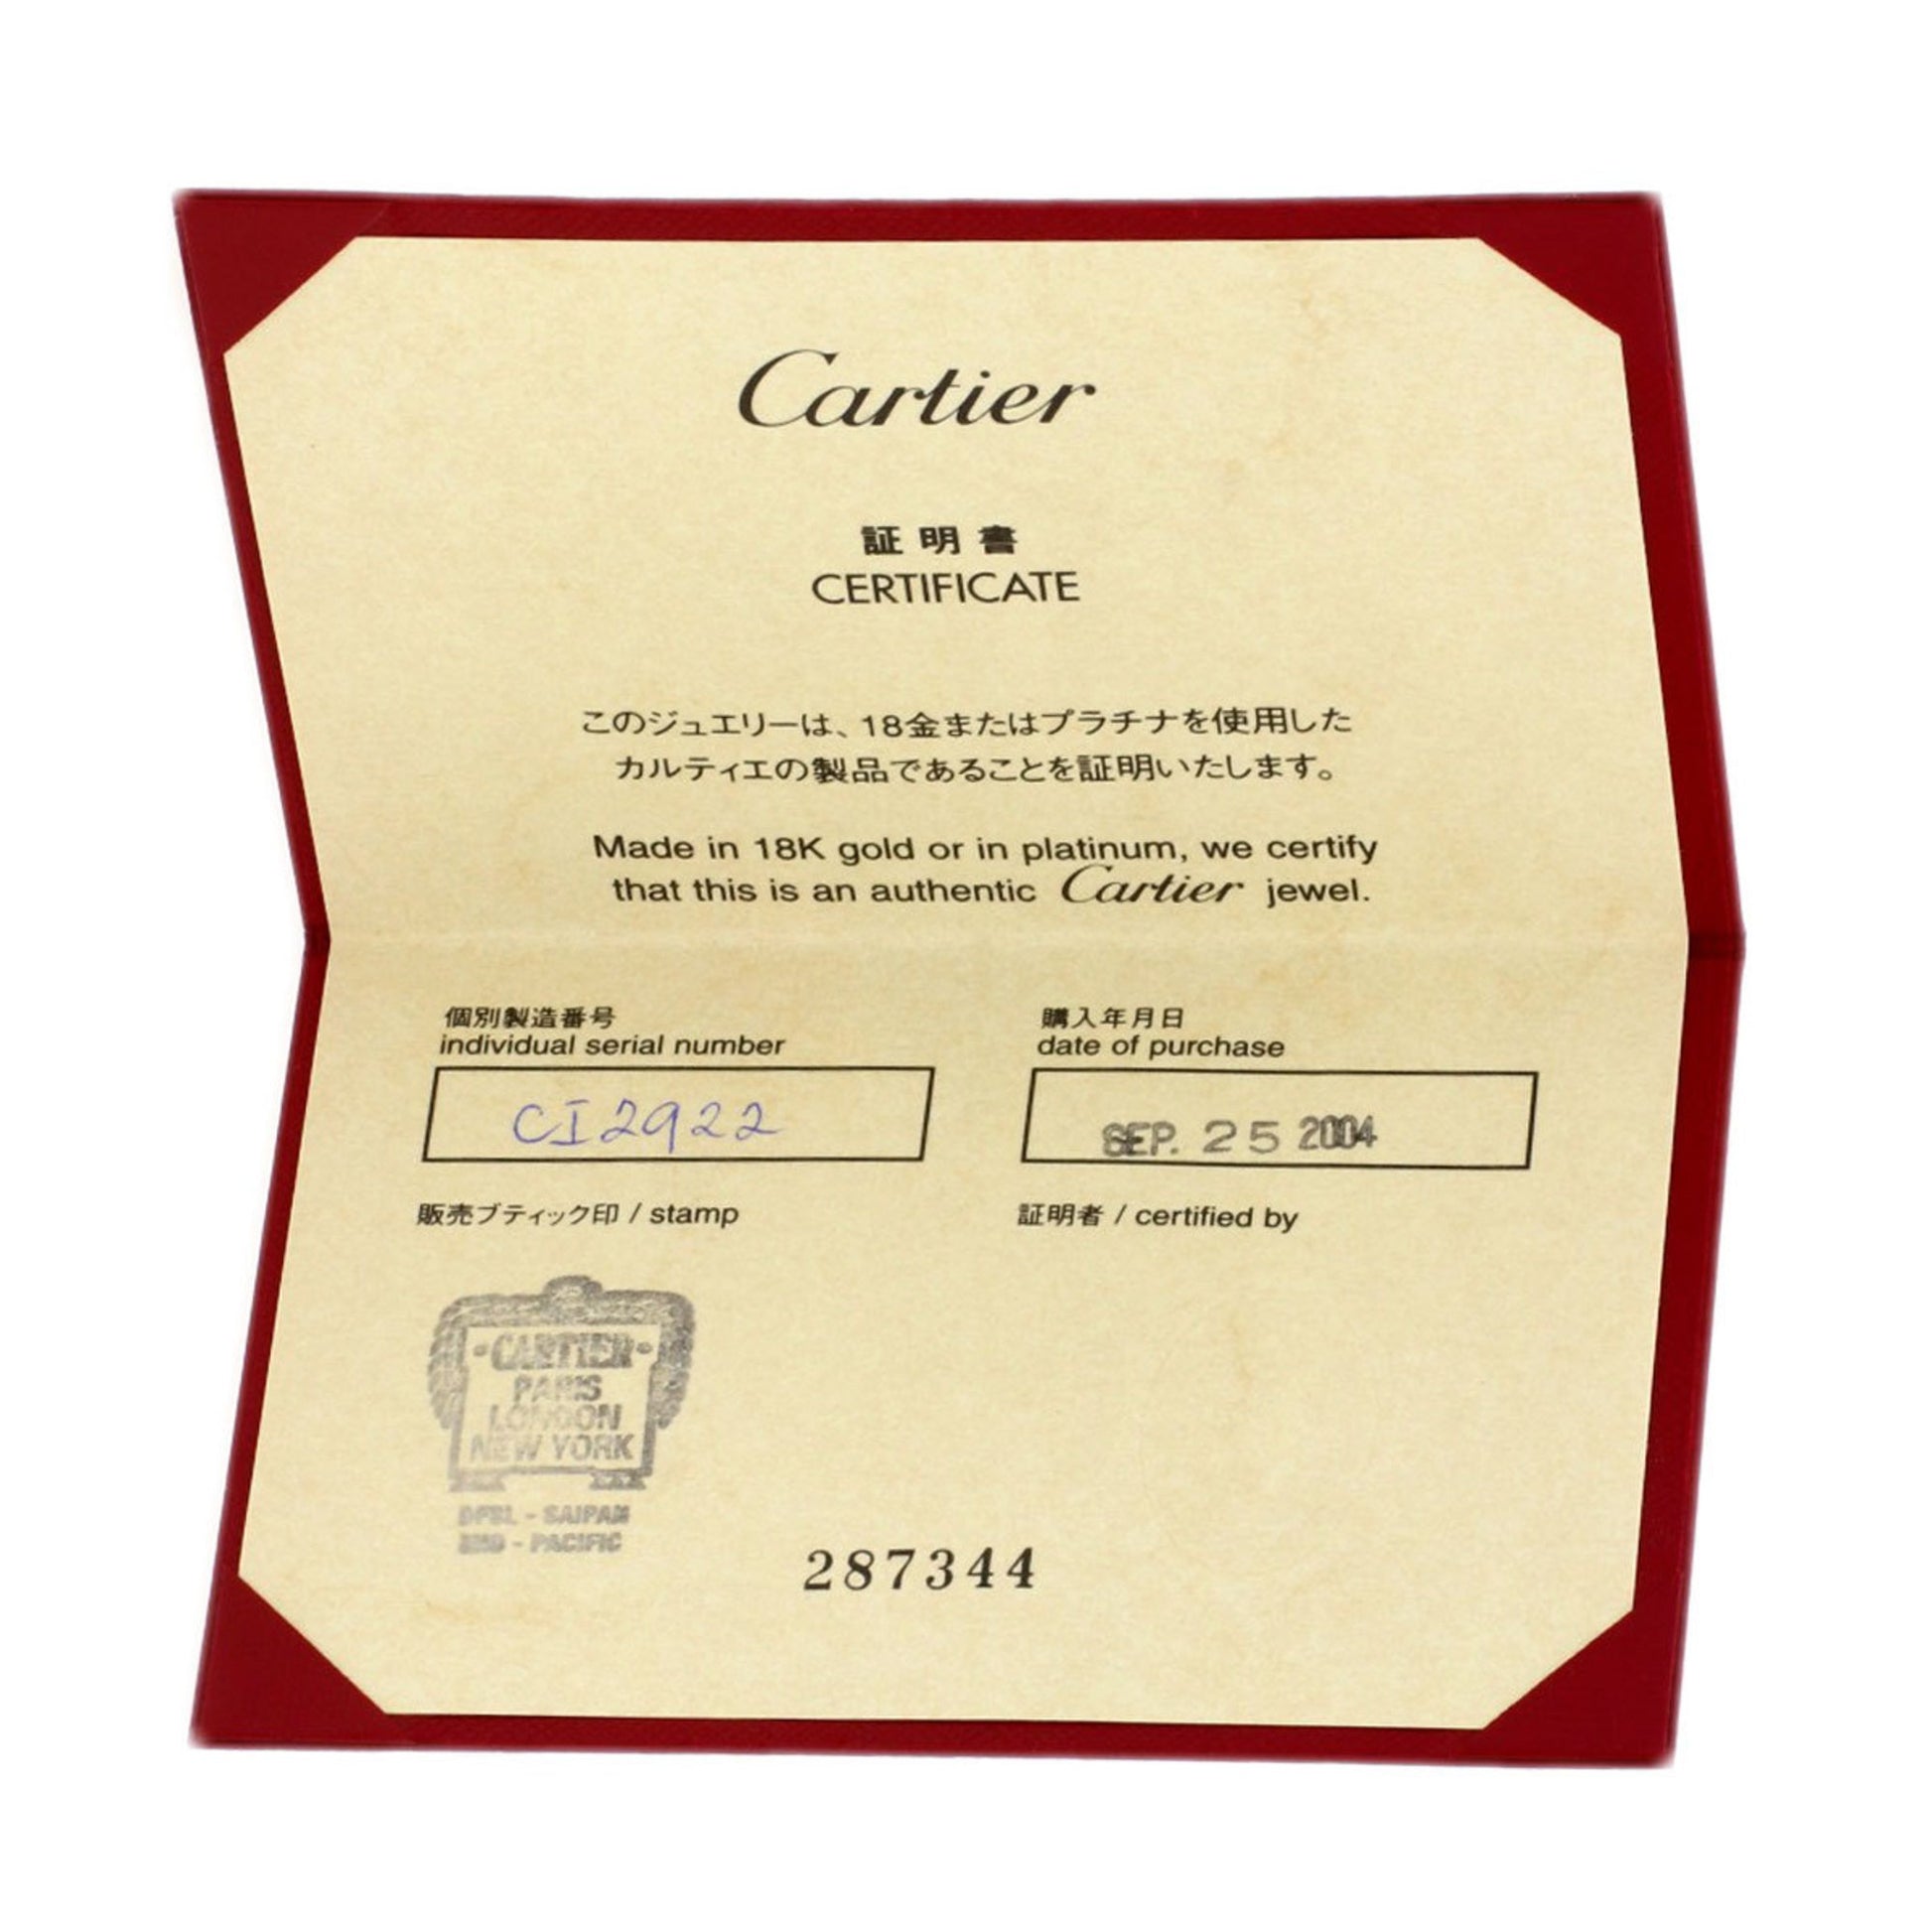 Cartier
証明書
CERTIFICATE
このジュエリーは、18金またはプラチナを使用した
カルティエの製品であることを証明いたします。
Made in 18K gold or in platinum, we certify
that this is an authentic Cartier jewel.
個別製造番号
individual serial number
CI2922
購入年月日
date of purchase
SEP. 25 2004
販売ブティック印 / stamp
証明者 / certified by
·CARTIER·
PARIS
LONDON
NEW YORK
- SAIPAN
- PACIFIC
287344